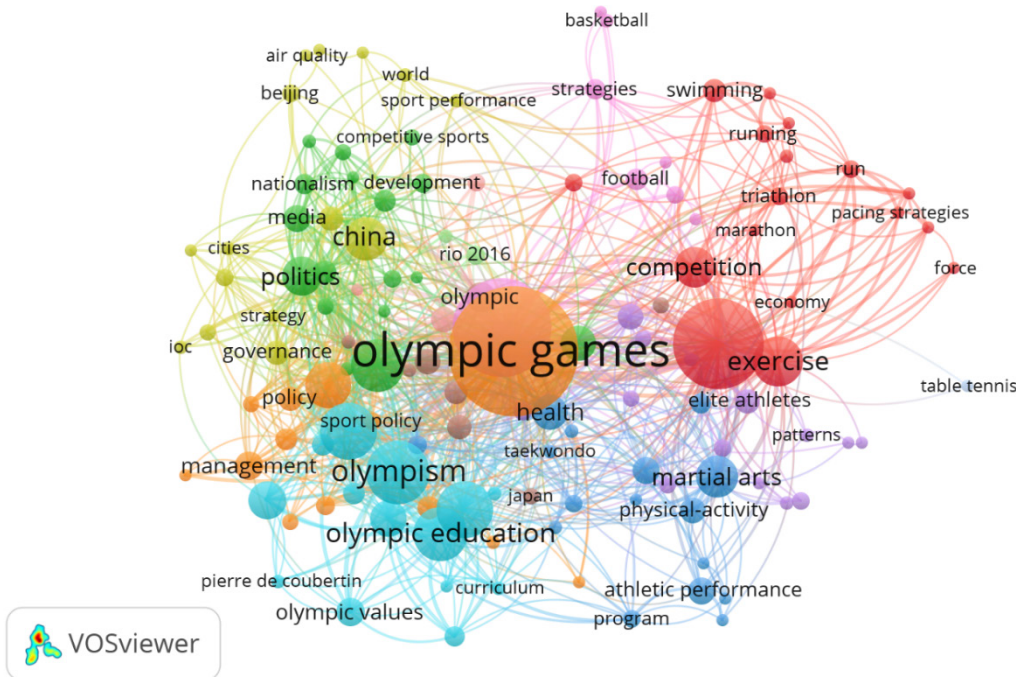 basketball
air quality
world
beijing
sport performance
strategies
swimming
competitive sports
running
nationalism
development
football
run
triathlon
media
pacing strategies
china
marathon
cities
rio 2016
politics
competition
force
olympic
economy
strategy
ioc
governance
olympic games
exercise
table tennis
policy
health
elite athletes
sport policy
patterns
taekwondo
management
olympism
martial arts
japan
physical-activity
olympic education
pierre de coubertin
curriculum
athletic performance
olympic values
program
VOSviewer